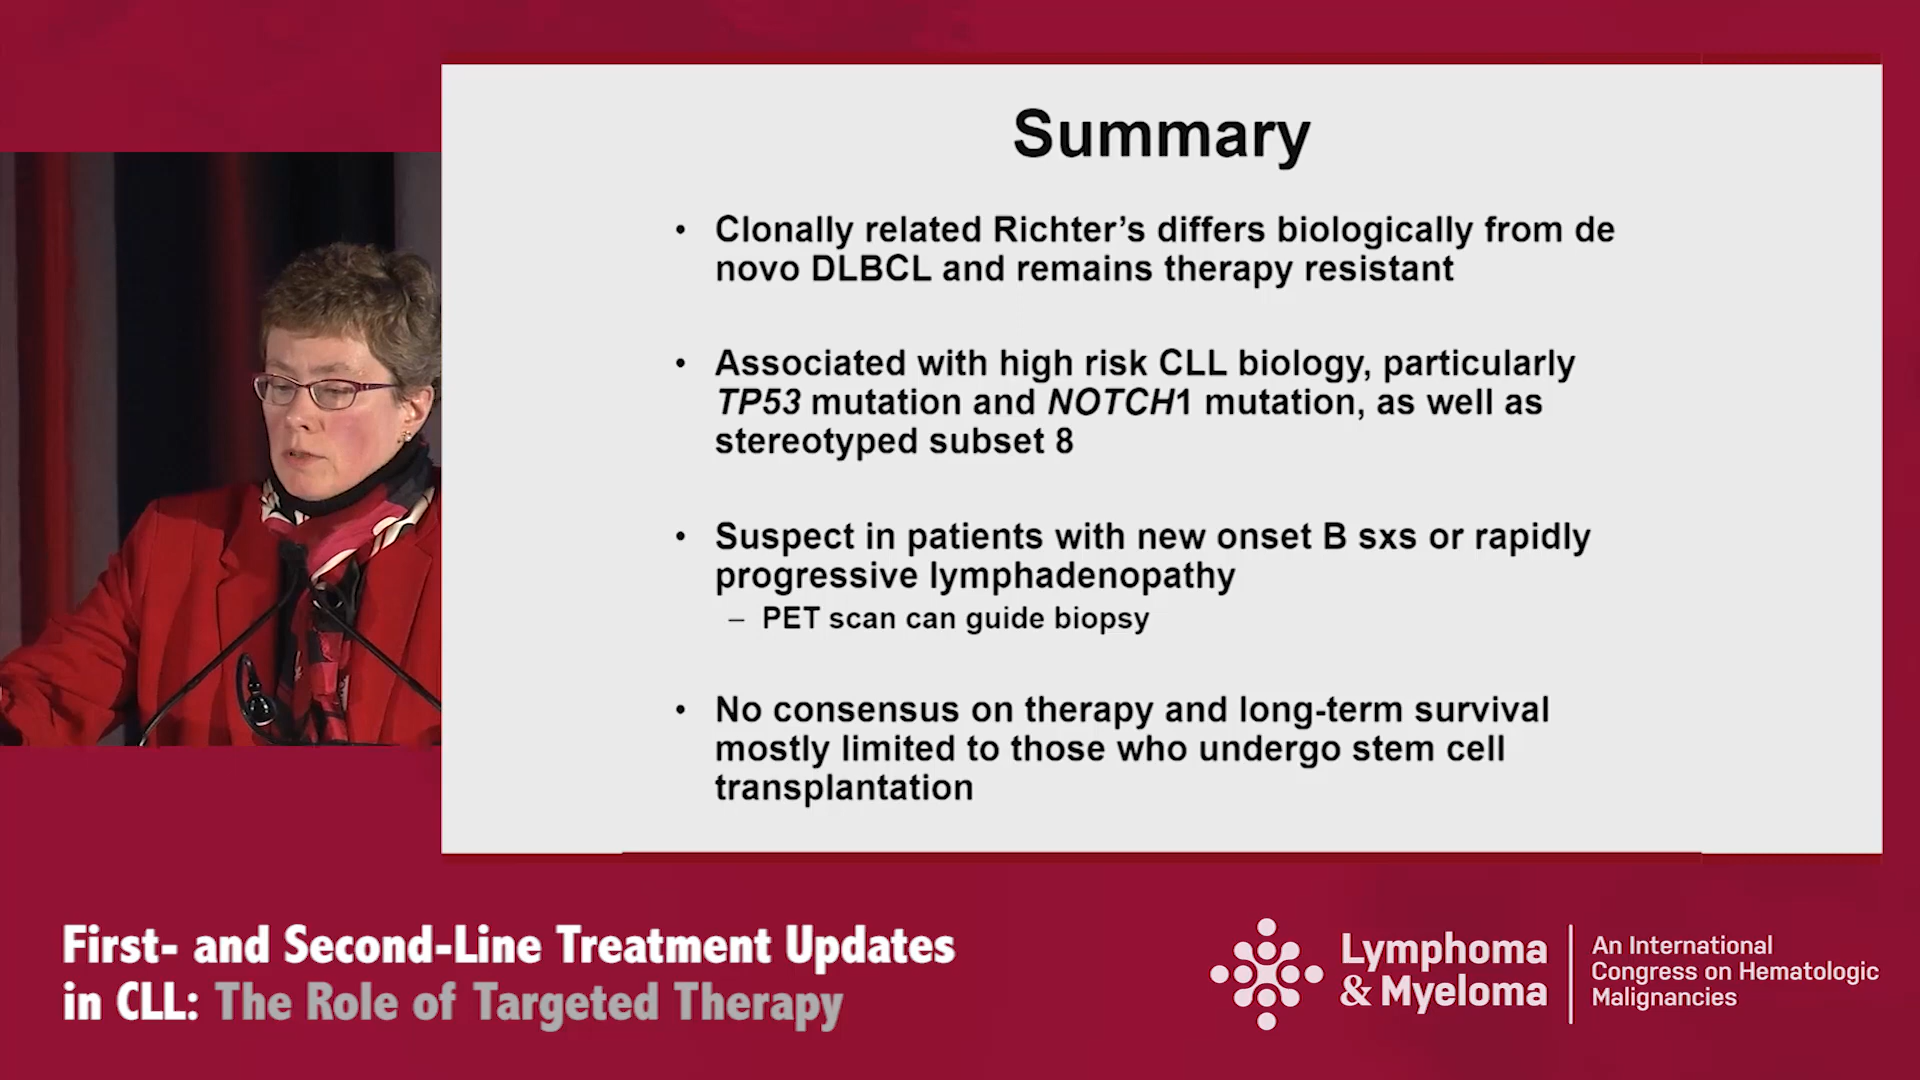 Summary
• Clonally related Richter's differs biologically from de
novo DLBCL and remains therapy resistant
• Associated with high risk CLL biology, particularly
TP53 mutation and NOTCH1 mutation, as well as
stereotyped subset 8
• Suspect in patients with new onset B sxs or rapidly
progressive lymphadenopathy
– PET scan can guide biopsy
• No consensus on therapy and long-term survival
mostly limited to those who undergo stem cell
transplantation
First- and Second-Line Treatment Updates
in CLL: The Role of Targeted Therapy
Lymphoma
& Myeloma
An International
Congress on Hematologic
Malignancies